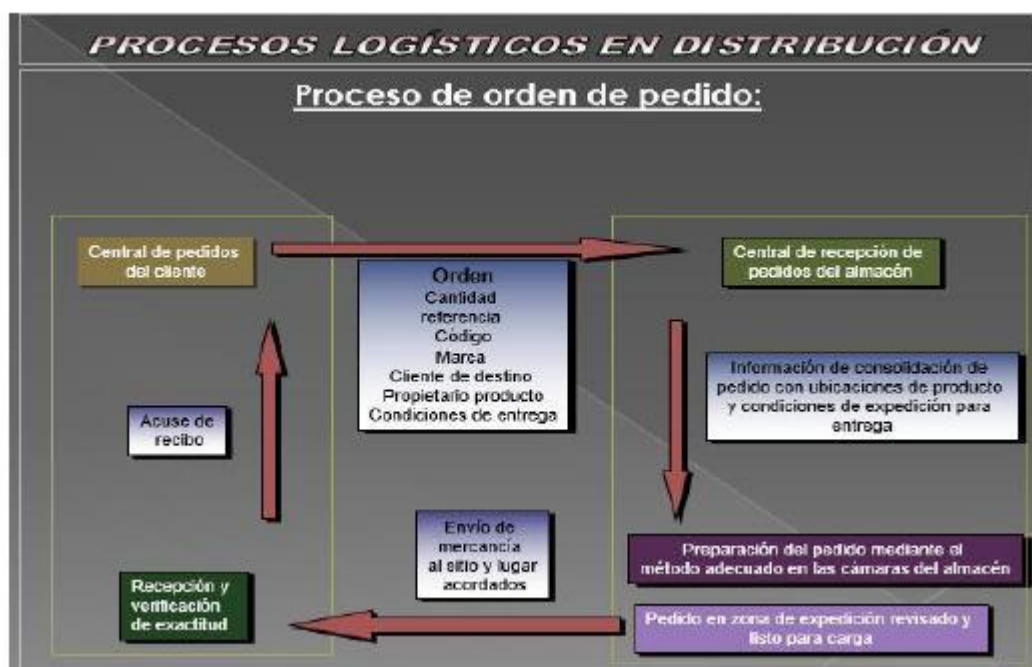 PROCESOS LOGÍSTICOS EN DISTRIBUCIÓN
Proceso de orden de pedido:
Central de pedidos
del cliente
Central de recepción de
pedidos del almacén
Orden
Cantidad
referencia
Código
Marca
Cliente de destino
Propietario producto
Condiciones de entrega
Información de consolidación de
pedido con ubicaciones de producto
y condiciones de expedición para
entrega
Acuse de
recibo
Envío de
mercancía
al sitio y lugar
acordados
Preparación del pedido mediante el
método adecuado en las cámaras del almacén
Recepción y
verificación
de exactitud
Pedido en zona de expedición revisado y
listo para carga